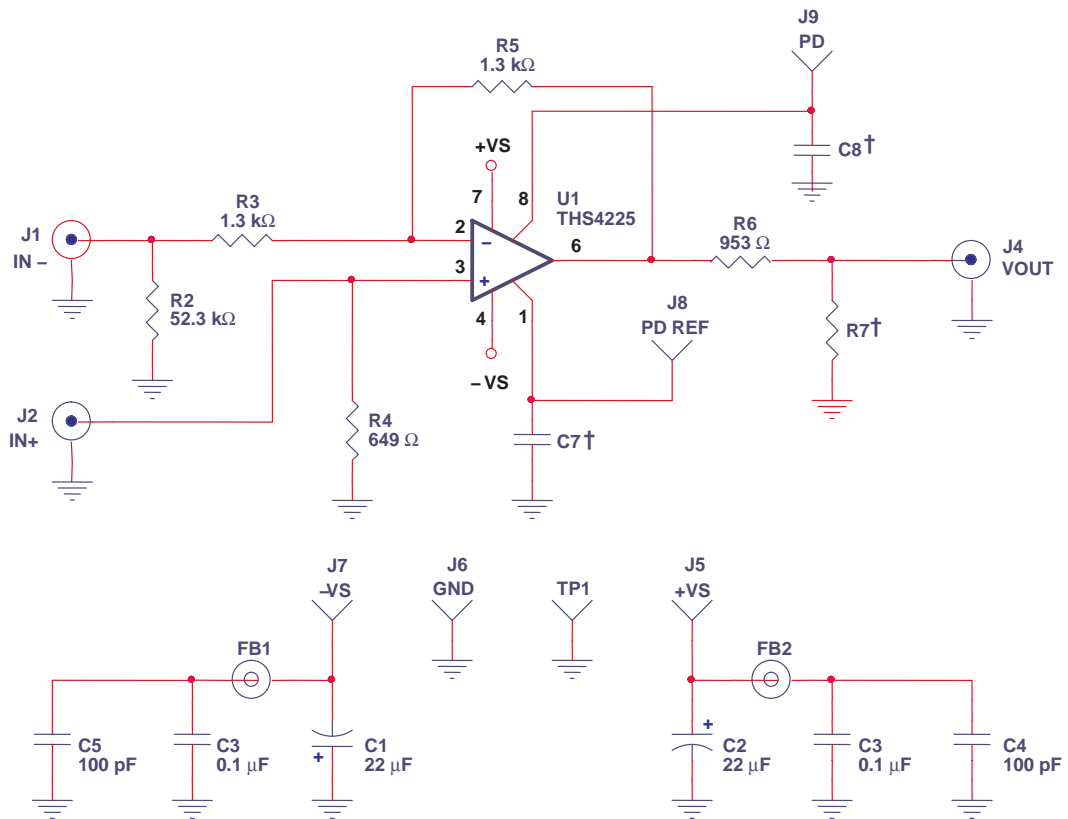 J9
PD
R5
1.3 kΩ
C8†
+VS
7
8
U1
THS4225
R3
1.3 kΩ
J1
IN –
2
–
3
+
6
R6
953 Ω
J4
VOUT
R2
52.3 kΩ
4
1
–VS
J8
PD REF
R7†
J2
IN+
R4
649 Ω
C7†
J7
–VS
J6
GND
TP1
J5
+VS
FB1
FB2
C5
100 pF
C3
0.1 μF
+
C1
22 μF
+
C2
22 μF
C3
0.1 μF
C4
100 pF